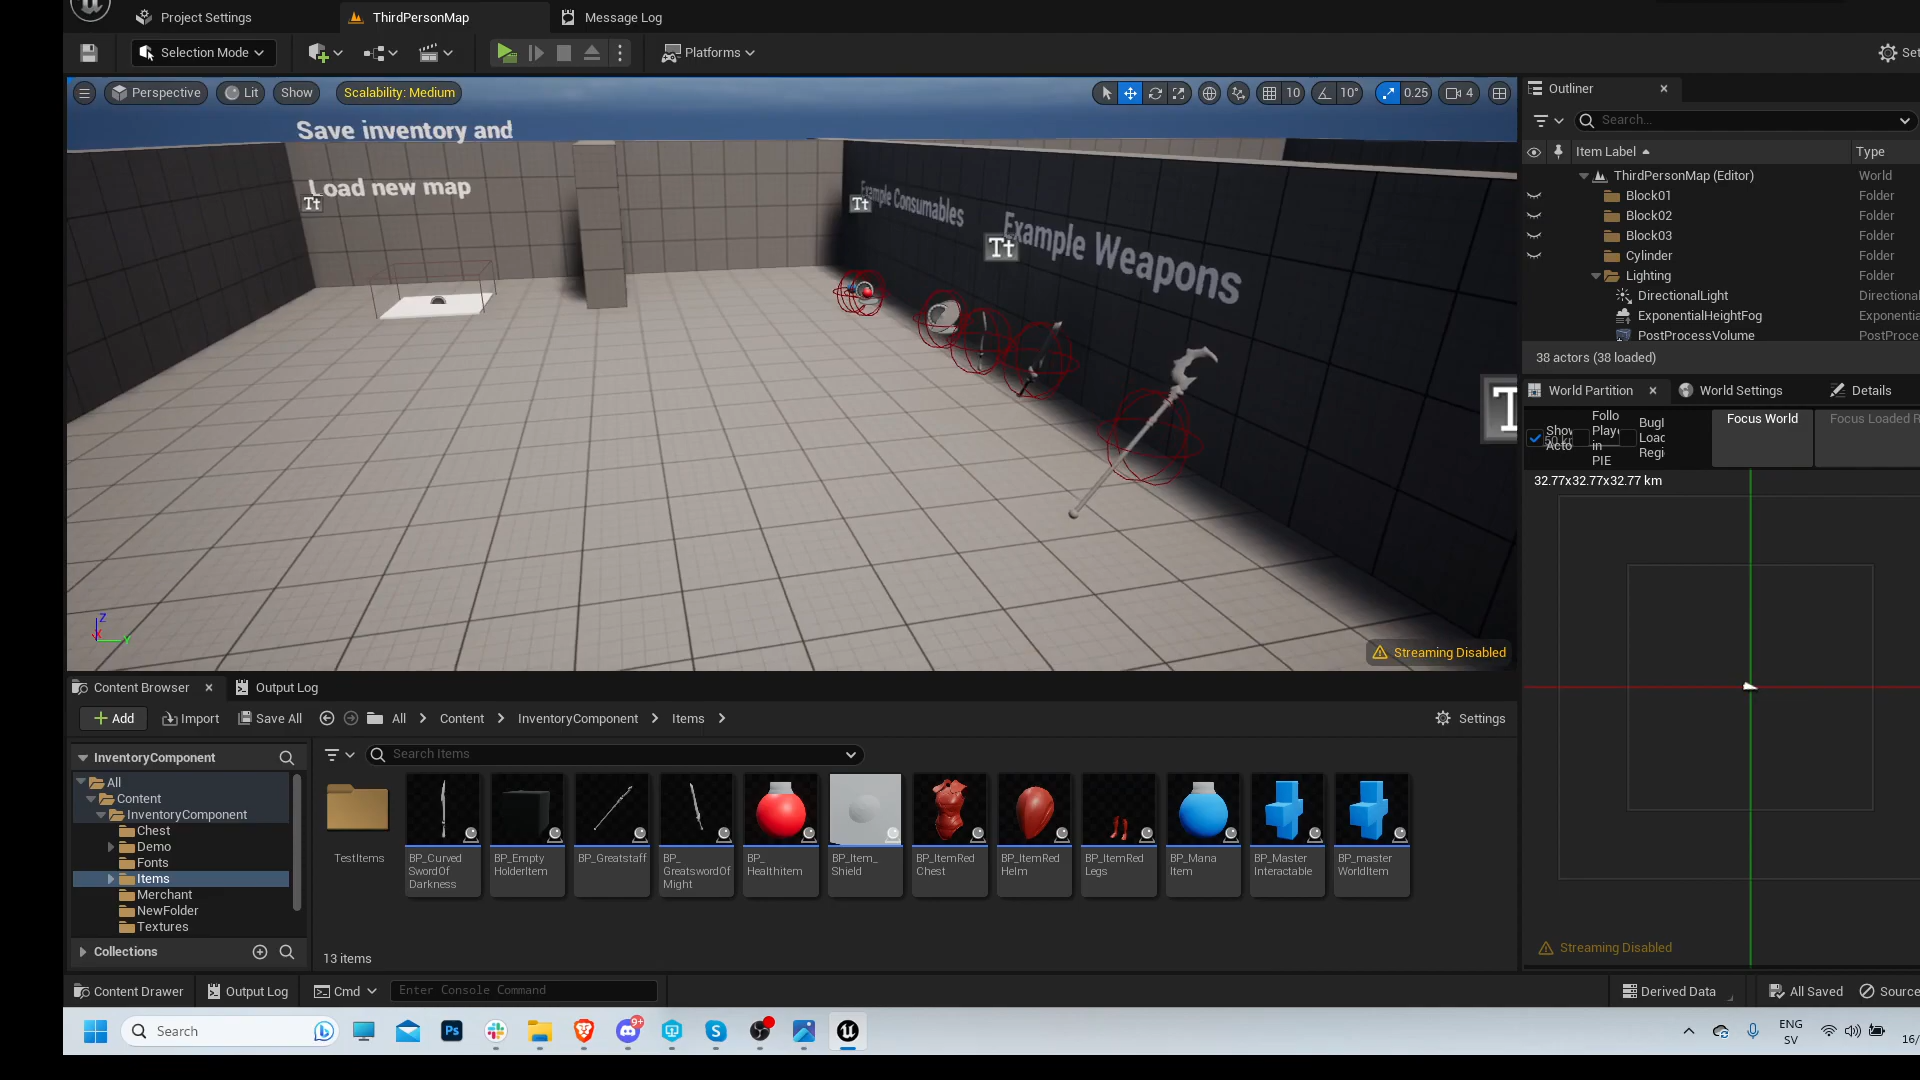 Project Settings
ThirdPersonMap
Message Log
Selection Mode
Platforms
Perspective
Lit
Show
Scalability: Medium
10
10°
0.25
4
Save inventory and
Load new map
Tt
Tt
Example Consumables
Tt
Example Weapons
Streaming Disabled
Outliner
Search...
Item Label
Type
ThirdPersonMap (Editor)
World
Block01
Folder
Block02
Folder
Block03
Folder
Cylinder
Folder
Lighting
Folder
DirectionalLight
Directional
ExponentialHeightFog
Exponentia
PostProcessVolume
PostProce
38 actors (38 loaded)
World Partition
World Settings
Details
Show
Acto
Follo
Playe
in
PIE
Bugl
Loac
Regi
Focus World
Focus Loaded R
32.77x32.77x32.77 km
Streaming Disabled
Content Browser
Output Log
Add
Import
Save All
All
Content
InventoryComponent
Items
Settings
InventoryComponent
All
Content
InventoryComponent
Chest
Demo
Fonts
Items
Merchant
NewFolder
Textures
Collections
Search Items
TestItems
BP_Curved
SwordOf
Darkness
BP_Empty
HolderItem
BP_Greatstaff
BP_
GreatswordOf
Might
BP_
Healthitem
BP_Item_
Shield
BP_ItemRed
Chest
BP_ItemRed
Helm
BP_ItemRed
Legs
BP_Mana
Item
BP_Master
Interactable
BP_master
WorldItem
13 items
Content Drawer
Output Log
Cmd
Enter Console Command
Derived Data
All Saved
Source
Search
Ps
9+
ENG
SV
16/